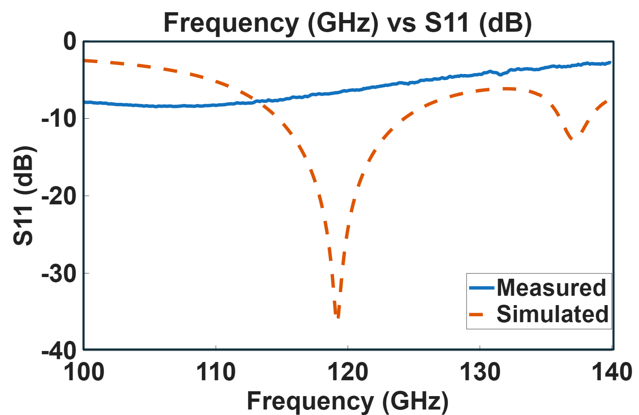 Frequency (GHz) vs S11 (dB)
0
-10
-20
-30
-40
S11 (dB)
Measured
Simulated
100 110 120 130 140
Frequency (GHz)